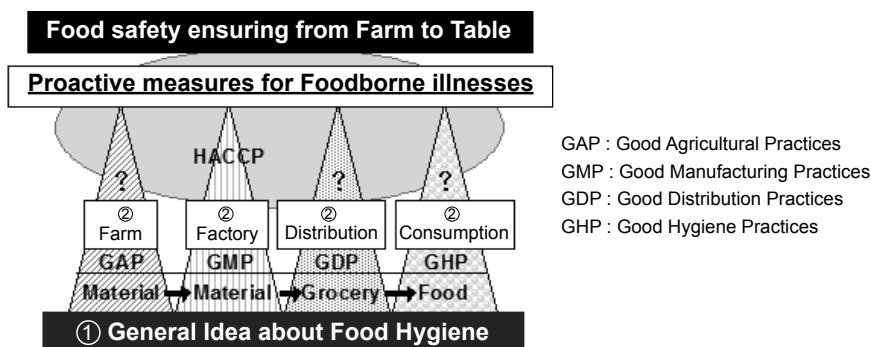 Food safety ensuring from Farm to Table
Proactive measures for Foodborne illnesses
HACCP
? ? ? ?
② ② ② ②
Farm Factory Distribution Consumption
GAP GMP GDP GHP
Material Material Grocery Food
① General Idea about Food Hygiene
GAP : Good Agricultural Practices
GMP : Good Manufacturing Practices
GDP : Good Distribution Practices
GHP : Good Hygiene Practices